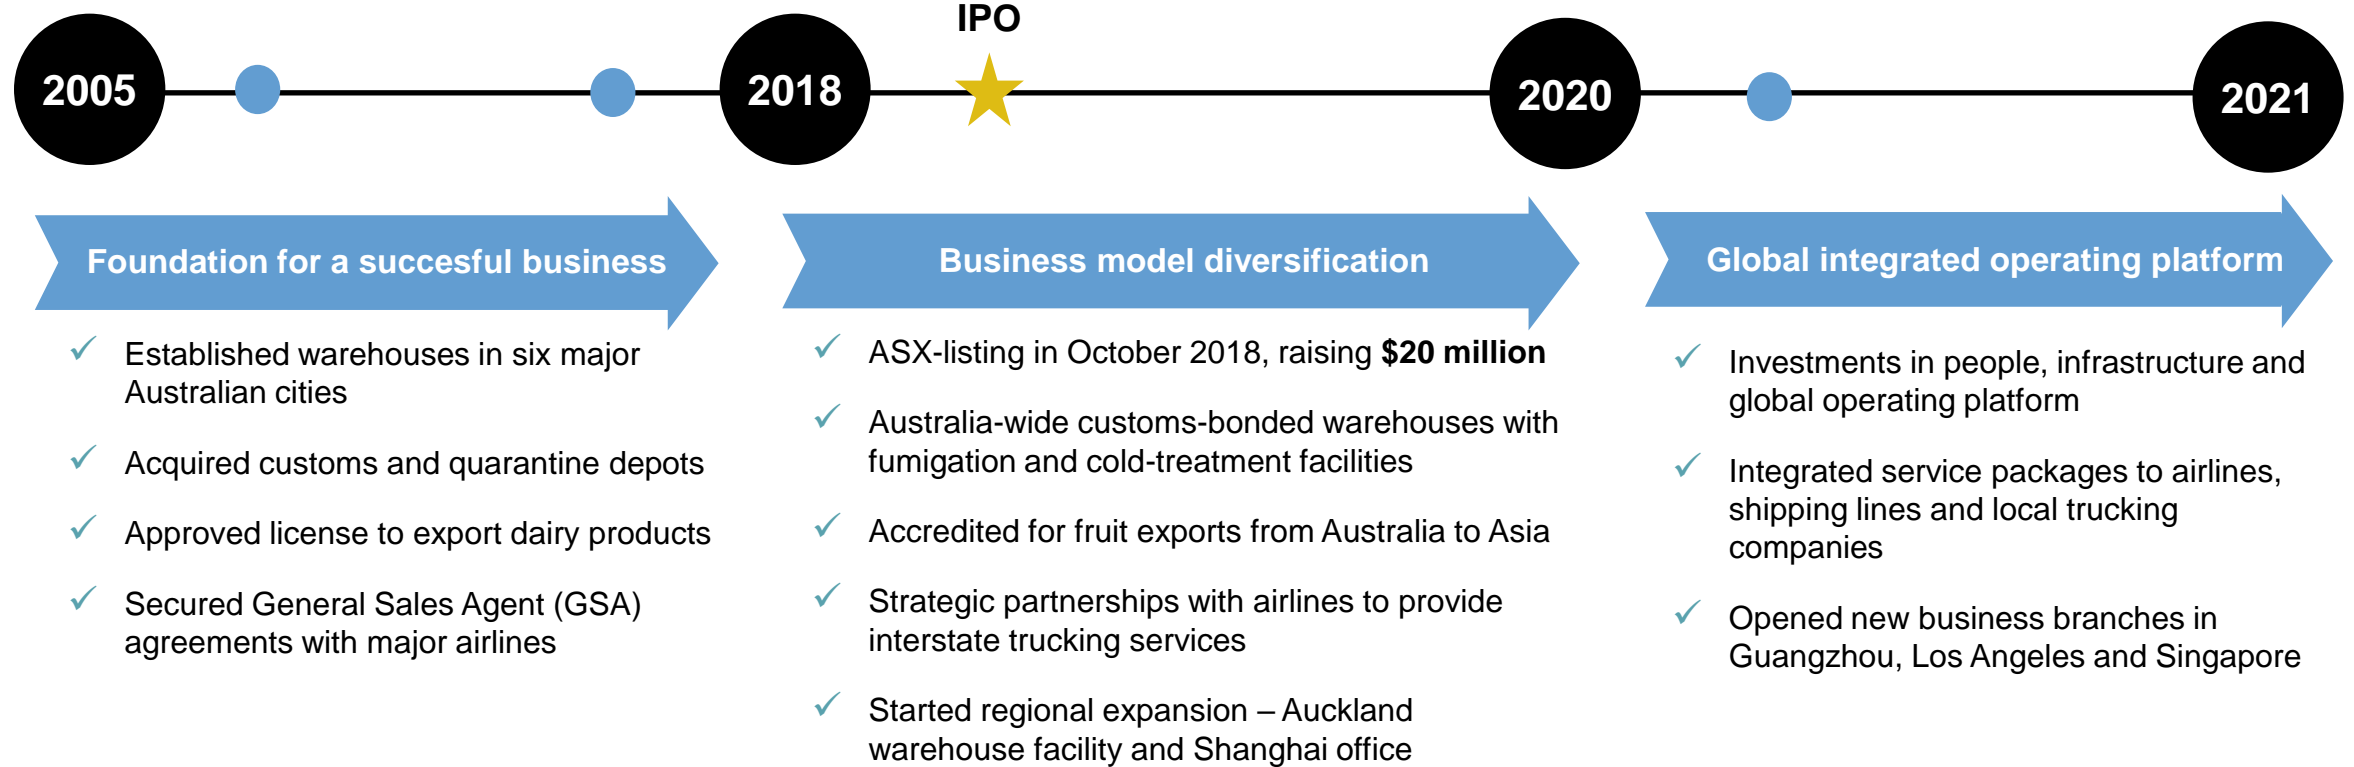 IPO
2005
2018
2020
2021
Foundation for a succesful business
Established warehouses in six major
Australian cities
Acquired customs and quarantine depots
Approved license to export dairy products
Secured General Sales Agent (GSA)
agreements with major airlines
Business model diversification
ASX-listing in October 2018, raising $20 million
Australia-wide customs-bonded warehouses with
fumigation and cold-treatment facilities
Accredited for fruit exports from Australia to Asia
Strategic partnerships with airlines to provide
interstate trucking services
Started regional expansion – Auckland
warehouse facility and Shanghai office
Global integrated operating platform
Investments in people, infrastructure and
global operating platform
Integrated service packages to airlines,
shipping lines and local trucking
companies
Opened new business branches in
Guangzhou, Los Angeles and Singapore